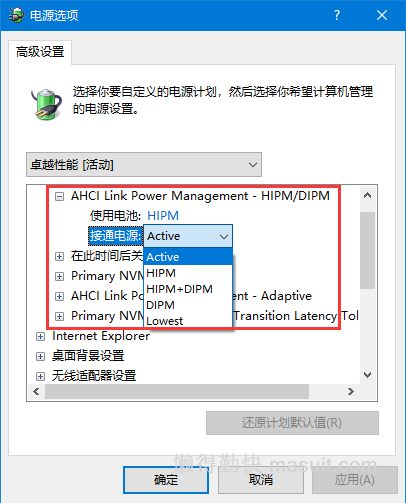 电源选项
高级设置
选择你要自定义的电源计划，然后选择你希望计算机管理
的电源设置。
卓越性能 [活动]
AHCI Link Power Management - HIPM/DIPM
使用电池: HIPM
接通电源: Active
Active
在此时间后关
HIPM
Primary NVM
HIPM+DIPM
AHCI Link Po
ent - Adaptive
DIPM
Primary NVM
Transition Latency Tol
Lowest
Internet Explorer
桌面背景设置
无线适配器设置
还原计划默认值(R)
懒得勤快 masuit.com
确定
取消
应用(A)